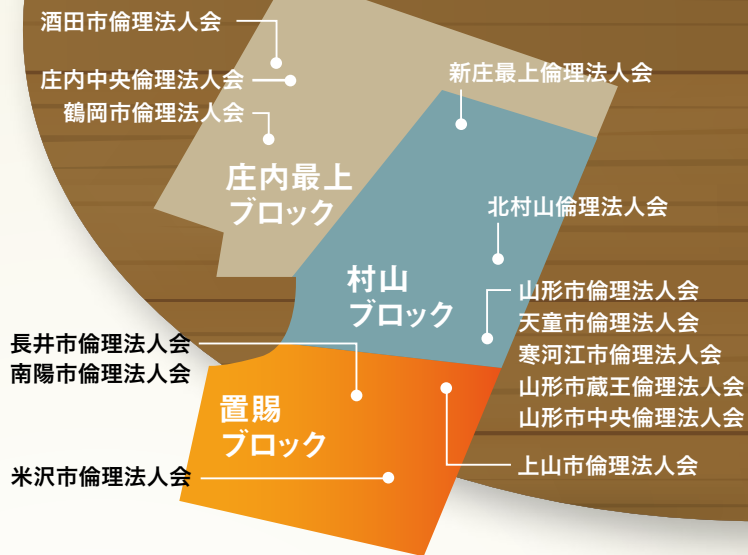 酒田市倫理法人会
庄内中央倫理法人会
鶴岡市倫理法人会
新庄最上倫理法人会
庄内最上
ブロック
北村山倫理法人会
村山
ブロック
山形市倫理法人会
天童市倫理法人会
寒河江市倫理法人会
山形市蔵王倫理法人会
山形市中央倫理法人会
長井市倫理法人会
南陽市倫理法人会
置賜
ブロック
上山市倫理法人会
米沢市倫理法人会